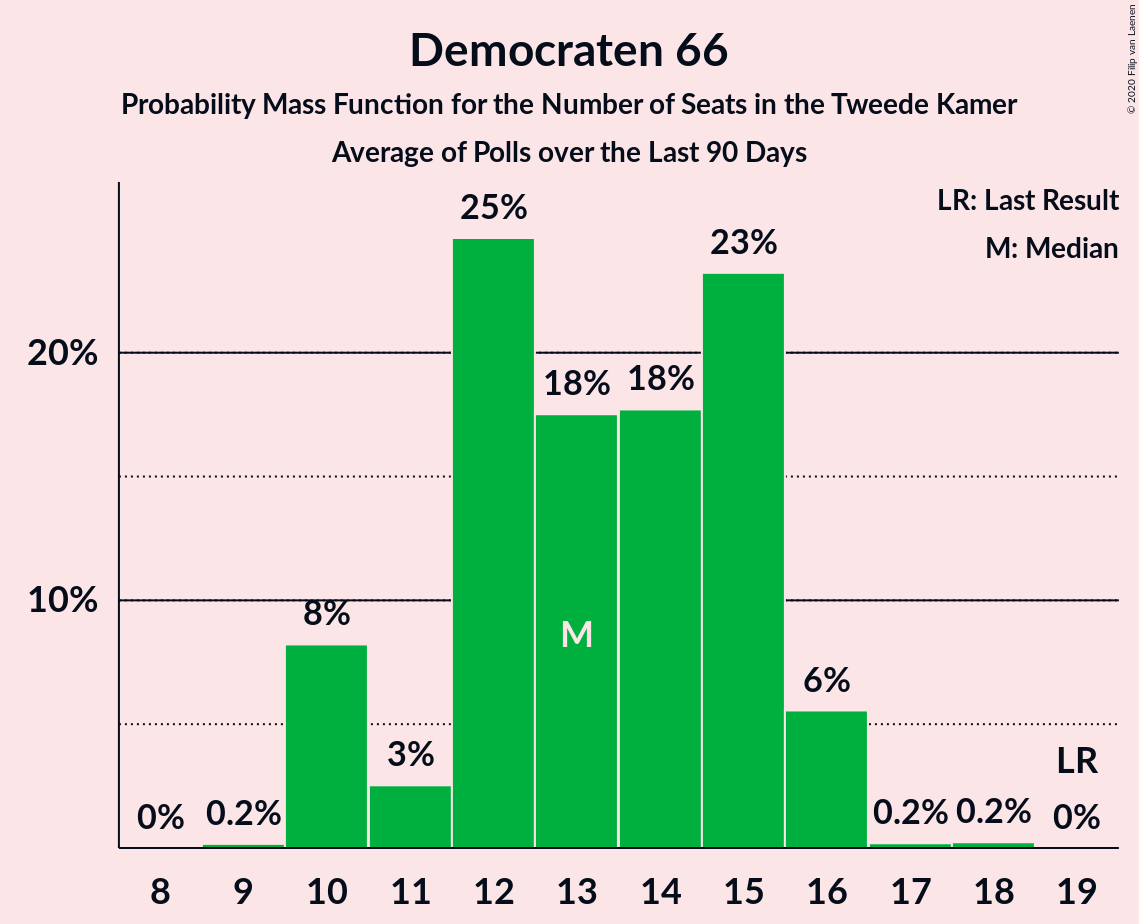 Democraten 66
Probability Mass Function for the Number of Seats in the Tweede Kamer
Average of Polls over the Last 90 Days
© 2020 Filip van Laenen
LR: Last Result
M: Median
25%
23%
20%
18%
18%
10%
8%
M
6%
3%
LR
0%
0.2%
0.2%
0.2%
0%
8 9 10 11 12 13 14 15 16 17 18 19